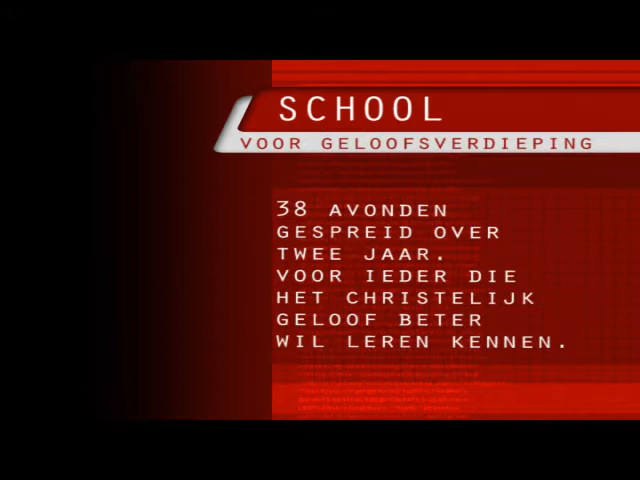 SCHOOL
VOOR GELOOFSVERDIEPING
38 AVONDEN
GESPREID OVER
TWEE JAAR.
VOOR IEDER DIE
HET CHRISTELIJK
GELOOF BETER
WIL LEREN KENNEN.